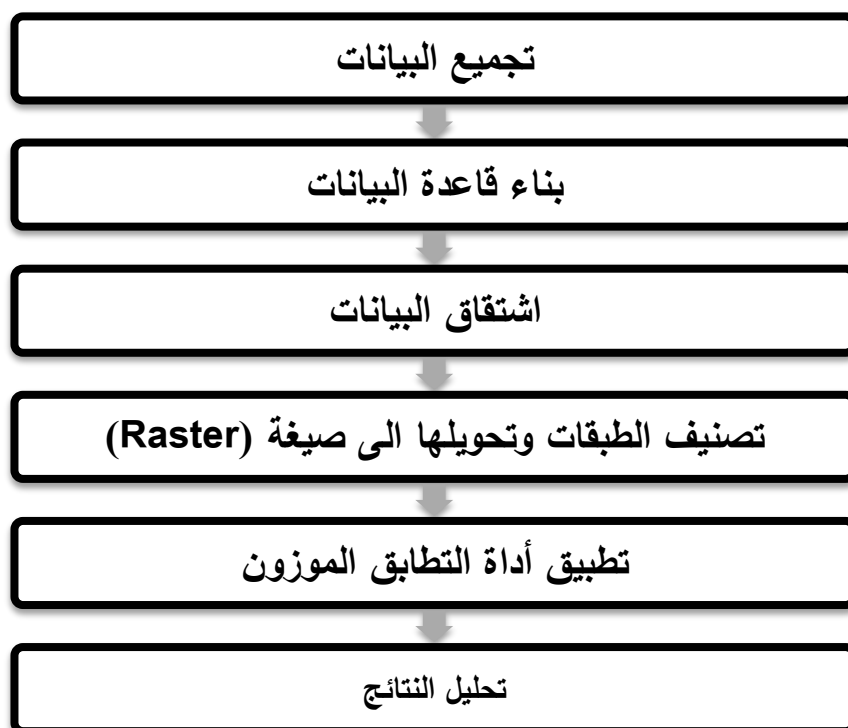 تجميع البيانات
بناء قاعدة البيانات
اشتقاق البيانات
تصنيف الطبقات وتحويلها الى صيغة (Raster)
تطبيق أداة التطابق الموزون
تحليل النتائج